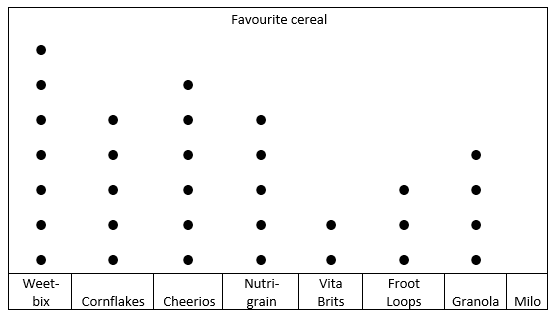 Favourite cereal
Weet-
bix
Cornflakes
Cheerios
Nutri-
grain
Vita
Brits
Froot
Loops
Granola
Milo